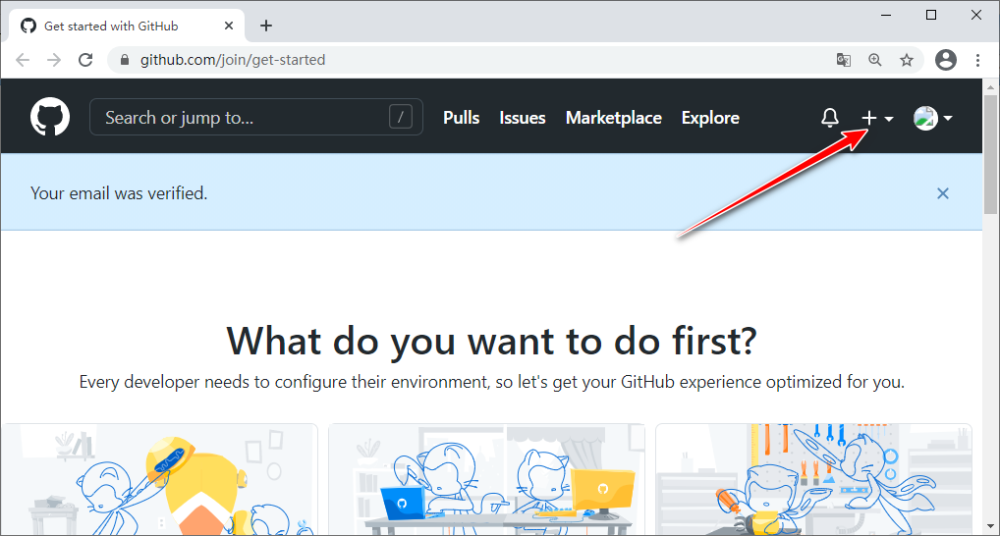 Get started with GitHub
github.com/join/get-started
Search or jump to... / Pulls Issues Marketplace Explore
Your email was verified.
What do you want to do first?
Every developer needs to configure their environment, so let's get your GitHub experience optimized for you.